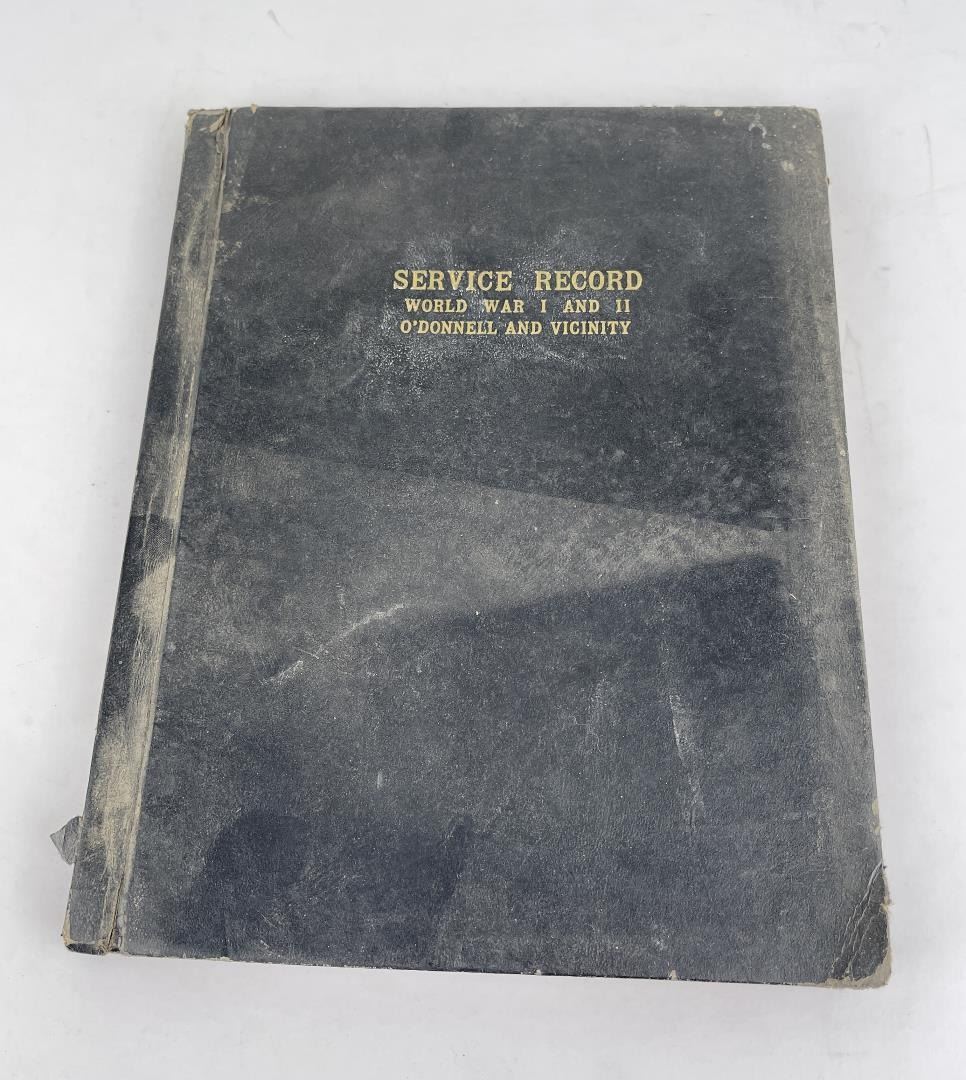 SERVICE RECORD
WORLD WAR I AND II
O'DONNELL AND VICINITY